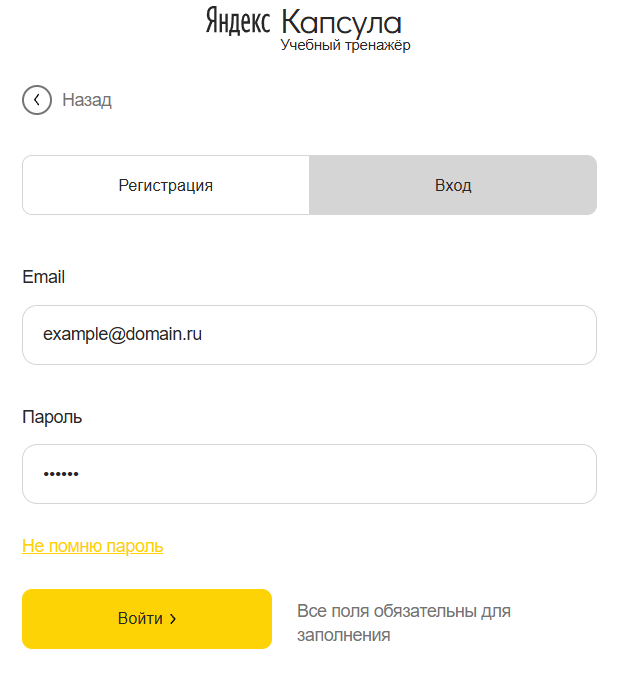 Яндекс Капсула
Учебный тренажёр
Назад
Регистрация
Вход
Email
example@domain.ru
Пароль
••••••
Не помню пароль
Войти
Все поля обязательны для
заполнения